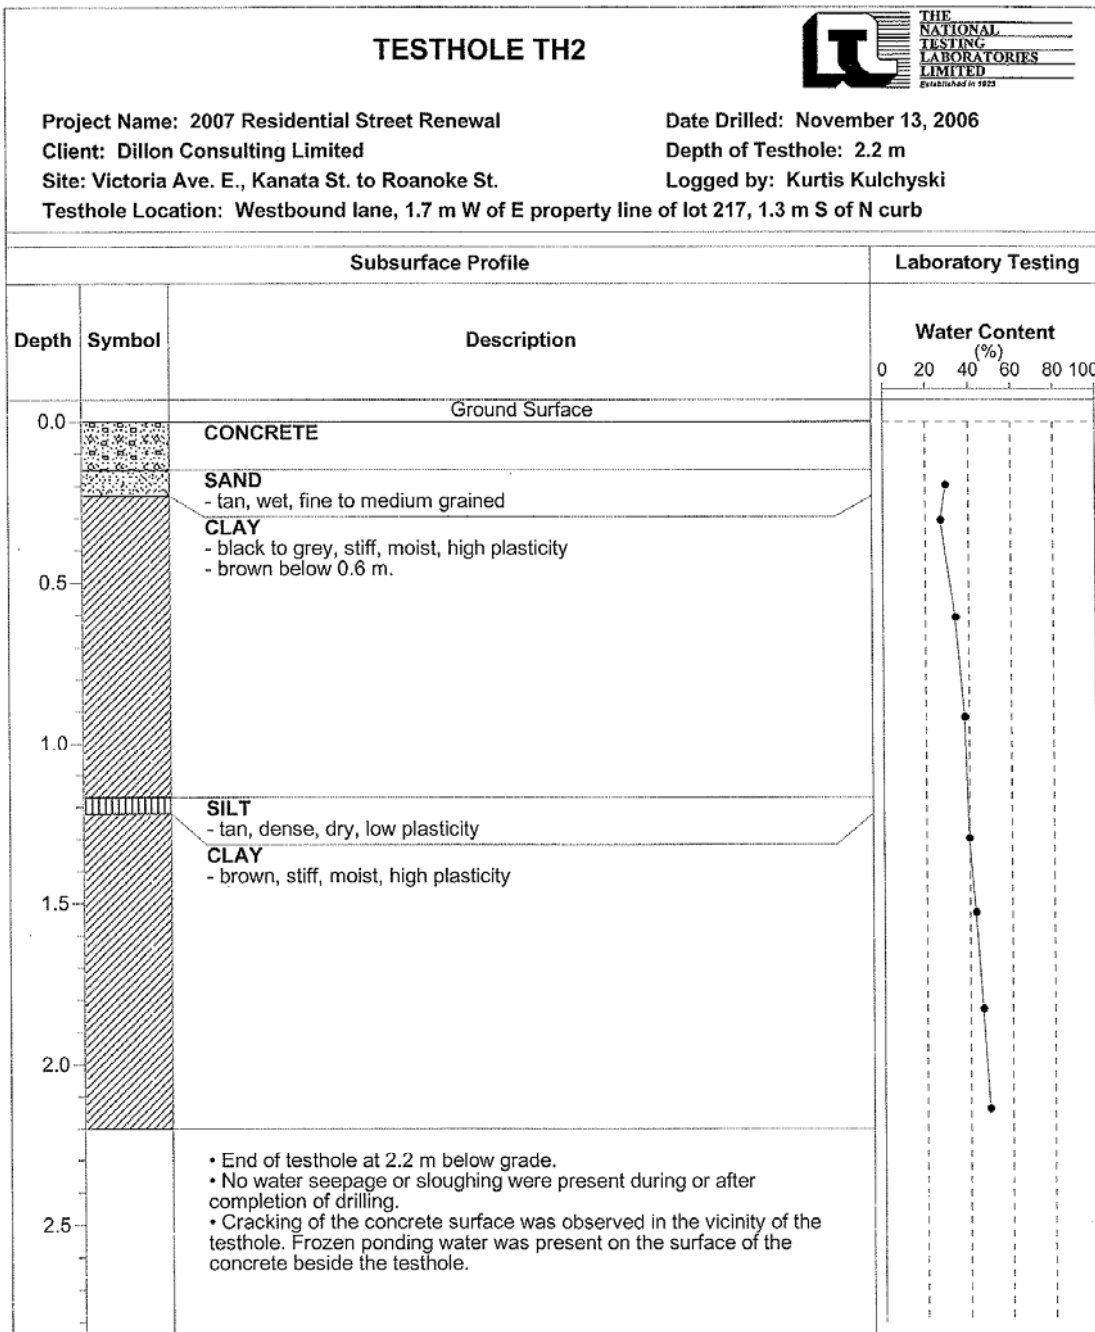 TESTHOLE TH2
THE
NATIONAL
TESTING
LABORATORIES
LIMITED
Established in 1923
Project Name: 2007 Residential Street Renewal
Date Drilled: November 13, 2006
Client: Dillon Consulting Limited
Depth of Testhole: 2.2 m
Site: Victoria Ave. E., Kanata St. to Roanoke St.
Logged by: Kurtis Kulchyski
Testhole Location: Westbound lane, 1.7 m W of E property line of lot 217, 1.3 m S of N curb
Subsurface Profile
Laboratory Testing
Depth
Symbol
Description
Water Content
(%)
0 20 40 60 80 100
Ground Surface
0.0
CONCRETE
SAND
- tan, wet, fine to medium grained
CLAY
- black to grey, stiff, moist, high plasticity
- brown below 0.6 m.
0.5
1.0
SILT
- tan, dense, dry, low plasticity
CLAY
- brown, stiff, moist, high plasticity
1.5
2.0
• End of testhole at 2.2 m below grade.
• No water seepage or sloughing were present during or after
completion of drilling.
• Cracking of the concrete surface was observed in the vicinity of the
2.5
testhole. Frozen ponding water was present on the surface of the
concrete beside the testhole.